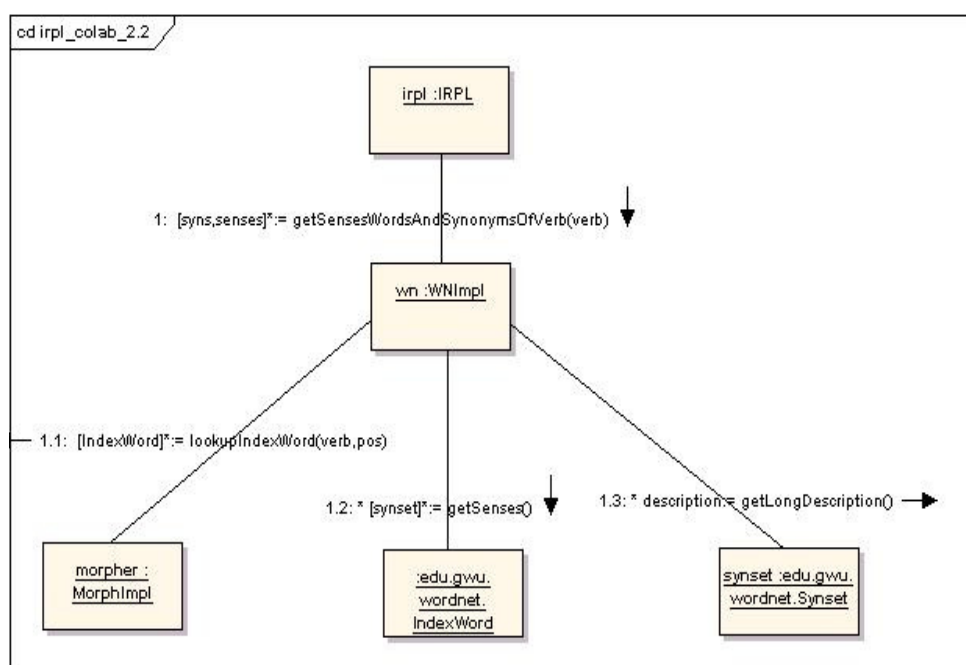 cd irpl_colab_2.2
irpl :IRPL
1: [syns,senses]*:= getSensesWordsAndSynonymsOfVerb(verb)
wn :WNImpl
1.1: [IndexWord]*:= lookupIndexWord(verb,pos)
1.2: * [synset]*:= getSenses()
1.3: * description:= getLongDescription()
morpher :
MorphImpl
:edu.gwu.
wordnet.
IndexWord
synset :edu.gwu.
wordnet.Synset